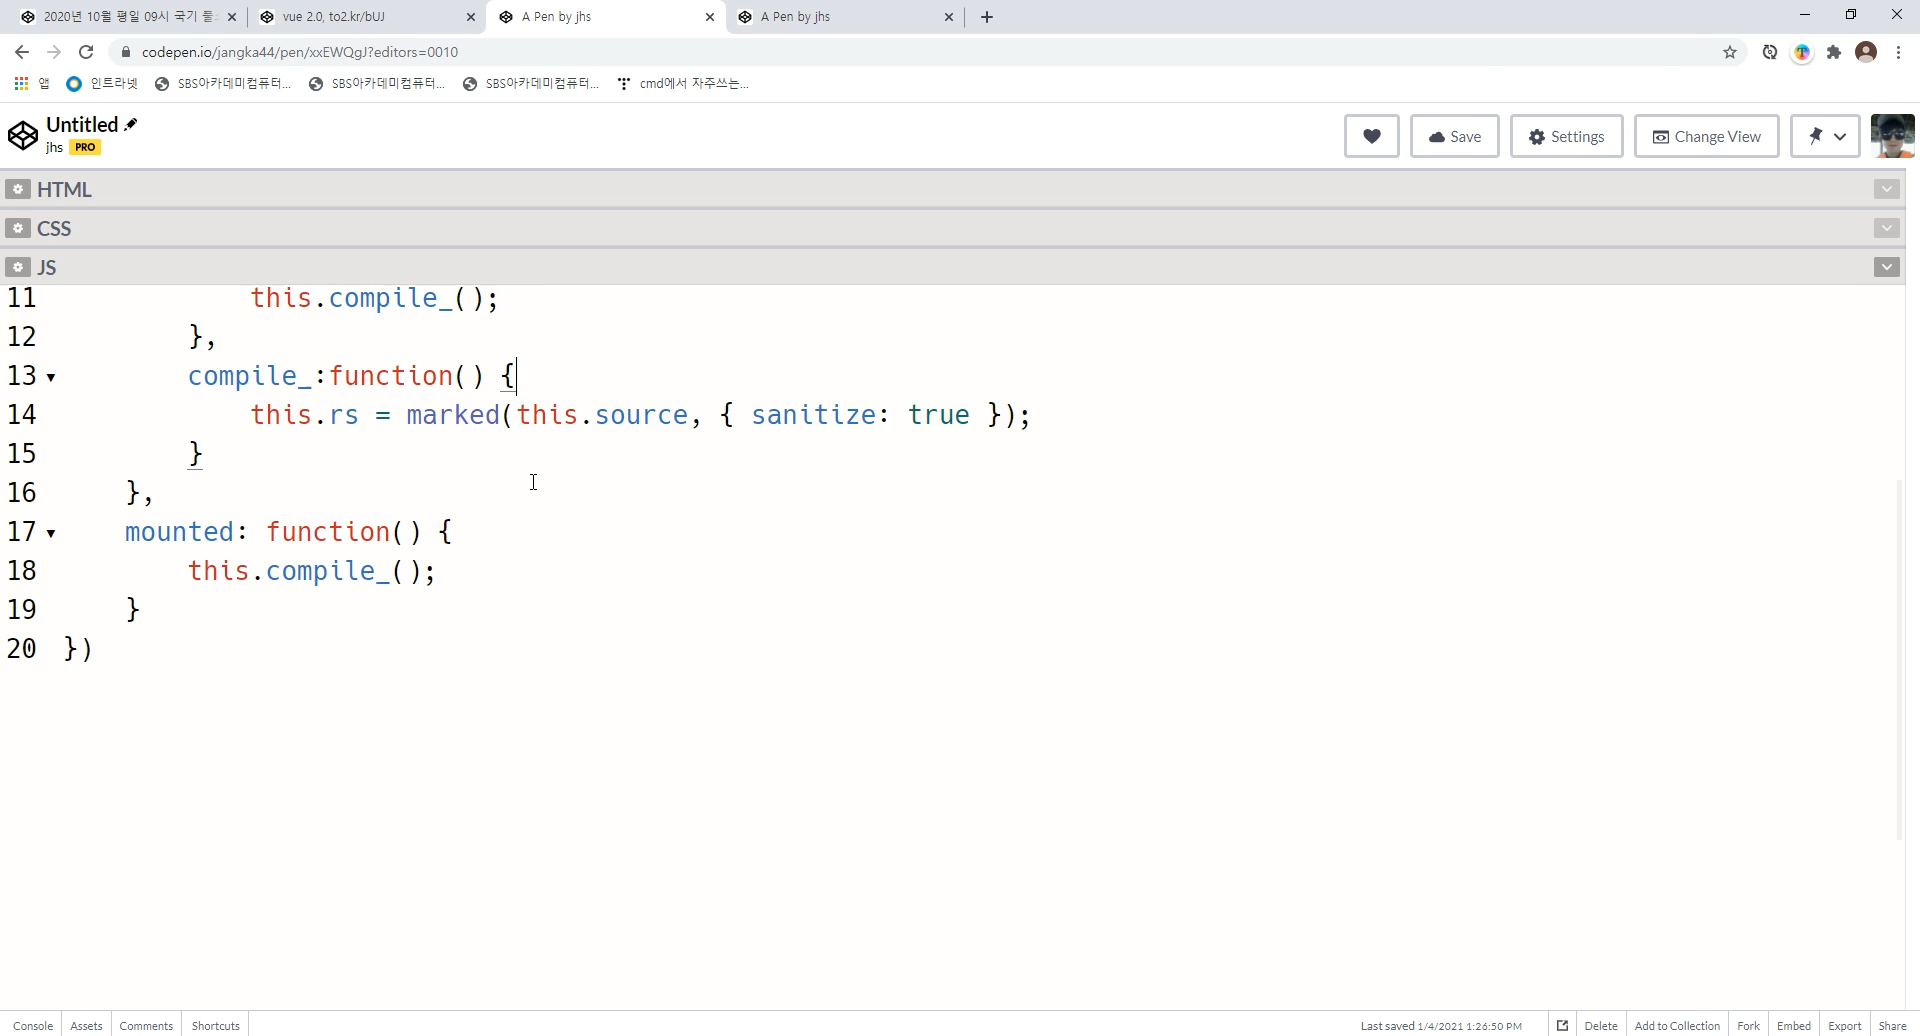 2020년 10월 평일 09시 국기 들
vue 2.0, to2.kr/bUJ
A Pen by jhs
A Pen by jhs
codepen.io/jangka44/pen/xxEWQgJ?editors=0010
앱
인트라넷
SBS아카데미컴퓨터...
SBS아카데미컴퓨터...
SBS아카데미컴퓨터...
cmd에서 자주쓰는...
Untitled
jhs PRO
Save
Settings
Change View
HTML
CSS
JS
11 this.compile_();
12 },
13 compile_:function() {
14 this.rs = marked(this.source, { sanitize: true });
15 }
16 },
17 mounted: function() {
18 this.compile_();
19 }
20 })
Console
Assets
Comments
Shortcuts
Last saved 1/4/2021 1:26:50 PM
Delete
Add to Collection
Fork
Embed
Export
Share